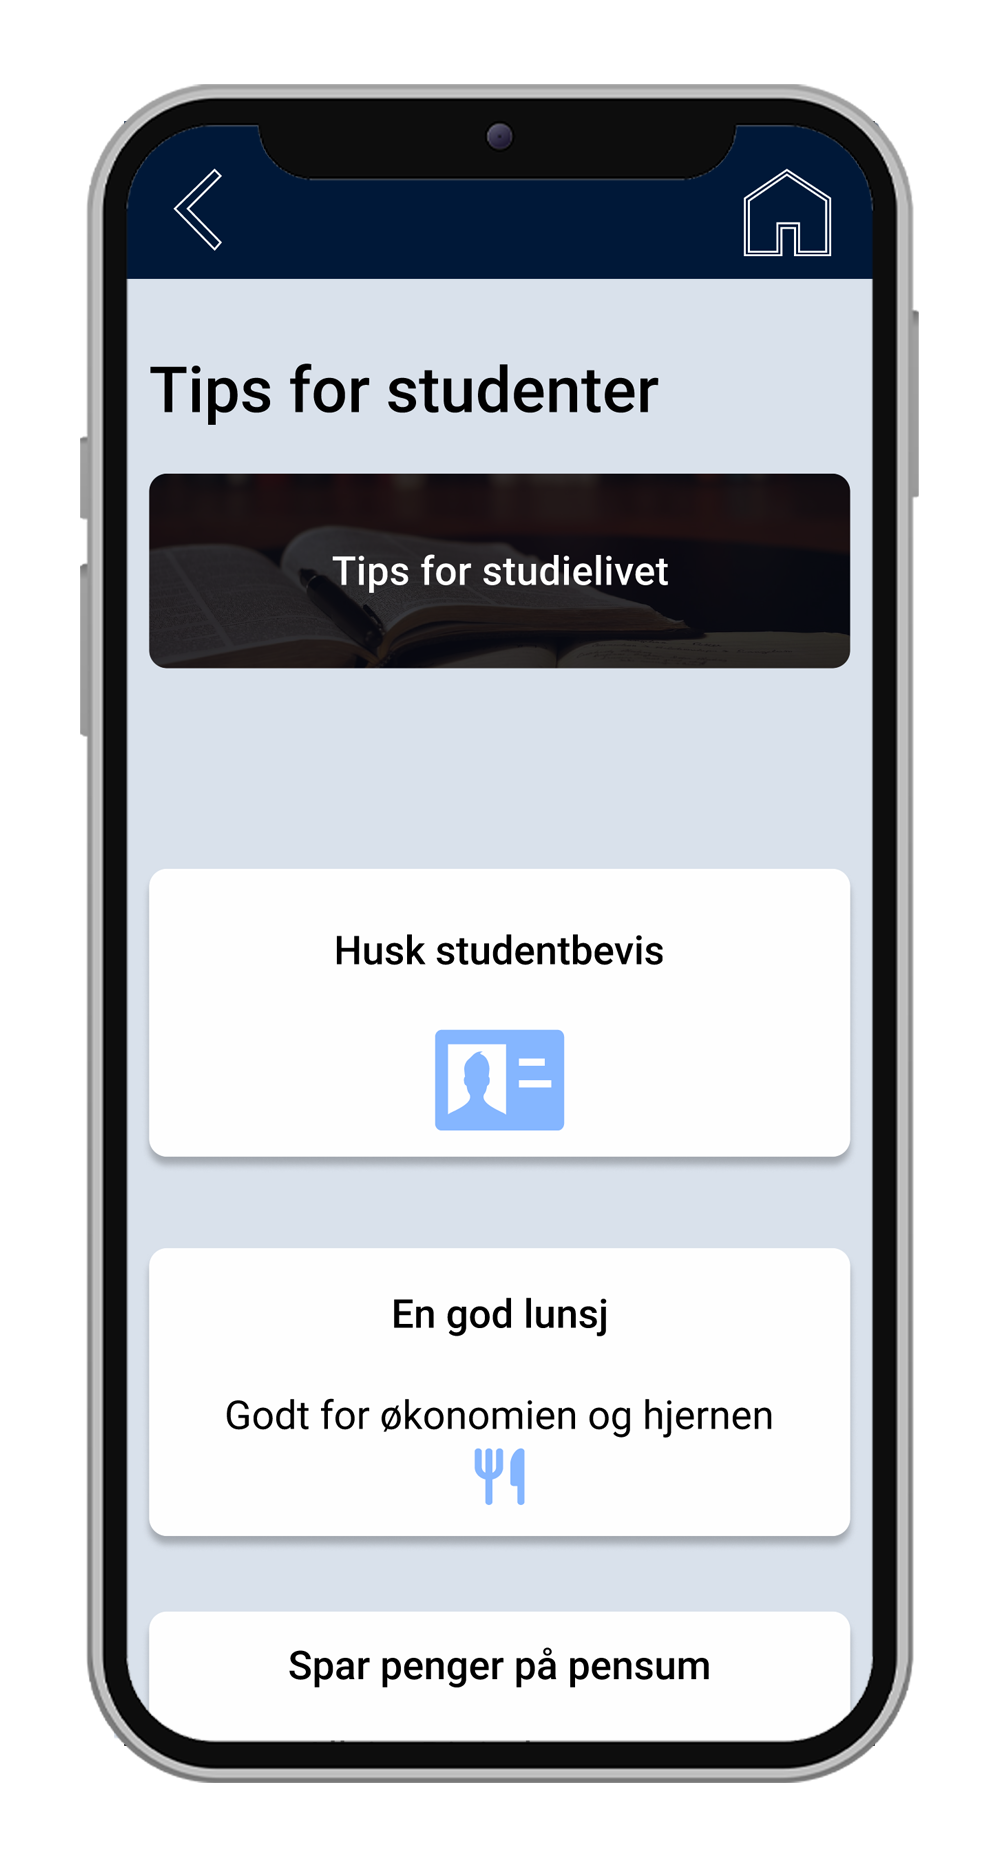 Tips for studenter
Tips for studielivet
Husk studentbevis
En god lunsj
Godt for økonomien og hjernen
Spar penger på pensum